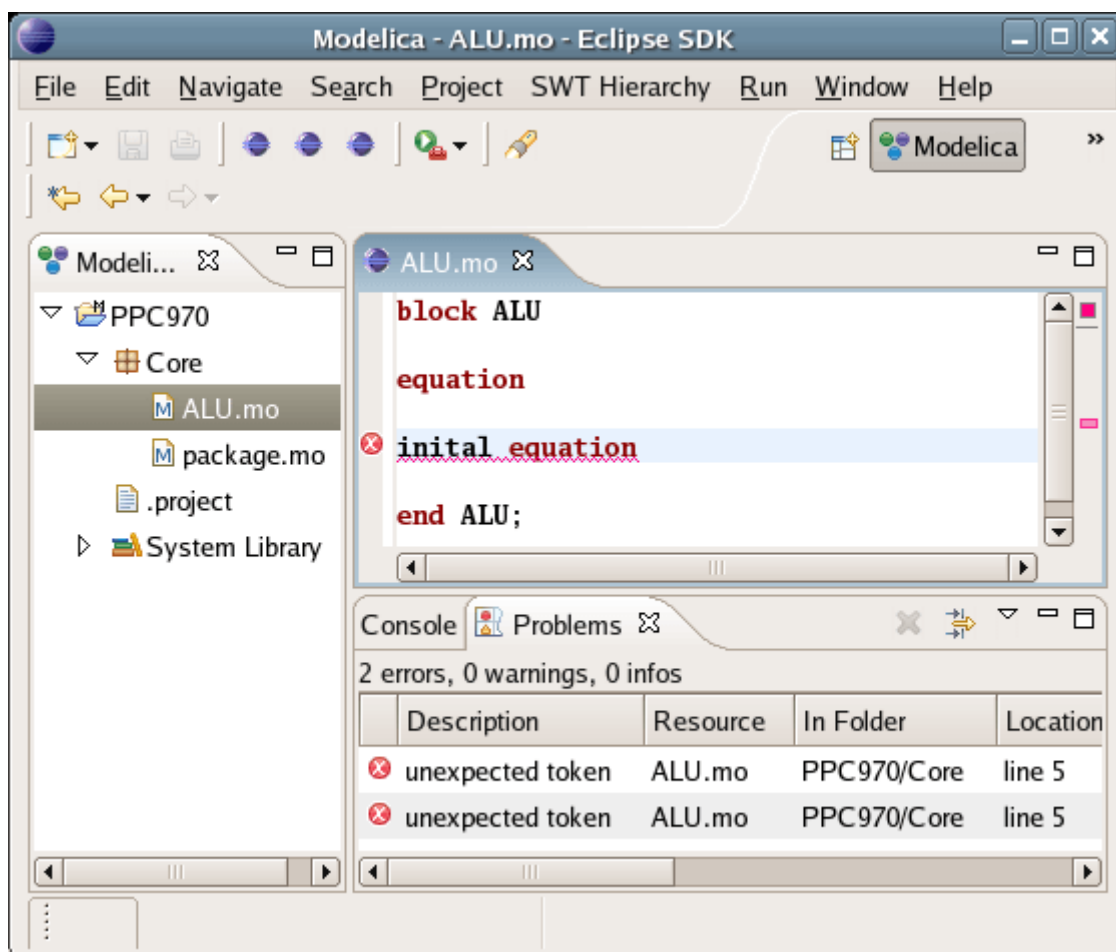 Modelica - ALU.mo - Eclipse SDK
File Edit Navigate Search Project SWT Hierarchy Run Window Help
Modelica »
Modeli...
PPC970
Core
ALU.mo
package.mo
.project
System Library
ALU.mo
block ALU
equation
inital equation
end ALU;
Console Problems
2 errors, 0 warnings, 0 infos
Description Resource In Folder Location
unexpected token ALU.mo PPC970/Core line 5
unexpected token ALU.mo PPC970/Core line 5